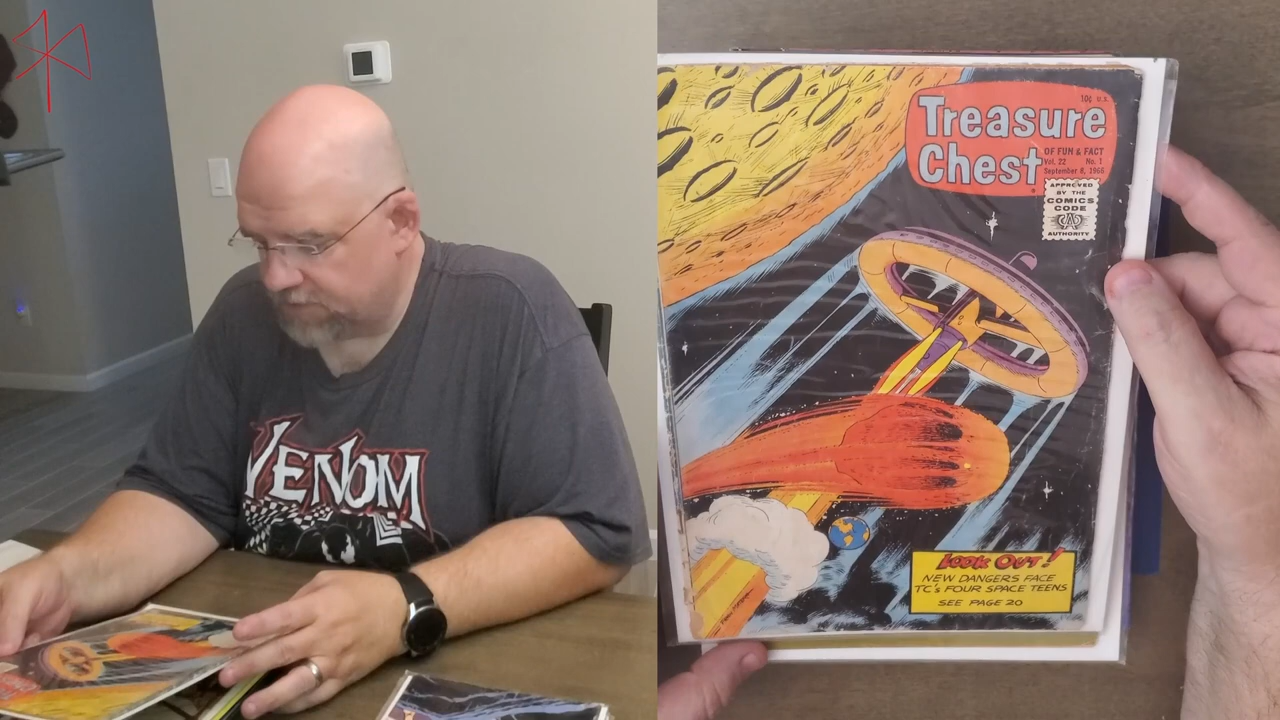 VENOM
10¢ U.S.
Treasure
Chest
OF FUN & FACT
Vol. 22 No. 1
September 8, 1966
APPROVED
BY THE
COMICS
CODE
CA
AUTHORITY
LOOK OUT!
NEW DANGERS FACE
TC's FOUR SPACE TEENS
SEE PAGE 20